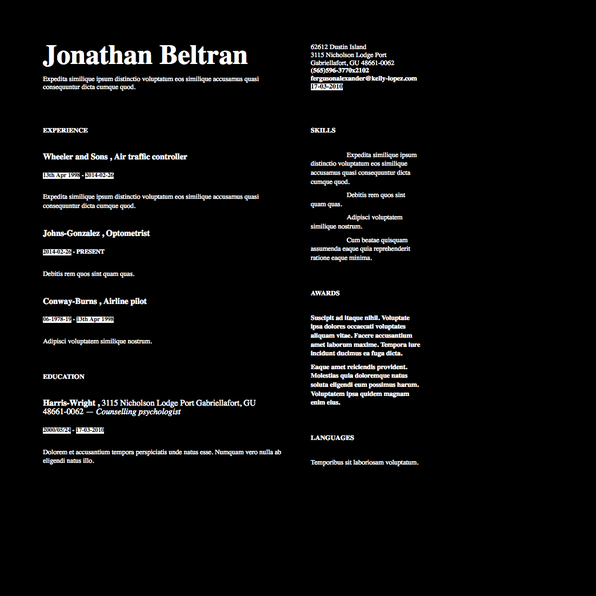 Jonathan Beltran
Expedita similique ipsum distinctio voluptatum eos similique accusamus quasi
consequuntur dicta cumque quod.
62612 Dustin Island
3115 Nicholson Lodge Port
Gabriellafort, GU 48661-0062
(565)596-3770x2102
fergusonalexander@kelly-lopez.com
17-03-2010
EXPERIENCE
Wheeler and Sons , Air traffic controller
13th Apr 1998 - 2014-02-26
Expedita similique ipsum distinctio voluptatum eos similique accusamus quasi
consequuntur dicta cumque quod.
Johns-Gonzalez , Optometrist
2014-02-26 - PRESENT
Debitis rem quos sint quam quas.
Conway-Burns , Airline pilot
06-1978-19 - 13th Apr 1998
Adipisci voluptatem similique nostrum.
EDUCATION
Harris-Wright , 3115 Nicholson Lodge Port Gabriellafort, GU
48661-0062 — Counselling psychologist
2000/05/24 - 17-03-2010
Dolorem et accusantium tempora perspiciatis unde natus esse. Numquam vero nulla ab
eligendi natus illo.
SKILLS
Expedita similique ipsum
distinctio voluptatum eos similique
accusamus quasi consequuntur dicta
cumque quod.
Debitis rem quos sint
quam quas.
Adipisci voluptatem
similique nostrum.
Cum beatae quisquam
assumenda eaque quia reprehenderit
ratione eaque minima.
AWARDS
Suscipit ad itaque nihil. Voluptate
ipsa dolores occaecati voluptates
aliquam vitae. Facere accusantium
amet laborum maxime. Tempora iure
incidunt ducimus ea fuga dicta.
Eaque amet reiciendis provident.
Molestias quia doloremque natus
soluta eligendi eum possimus harum.
Voluptatem ipsa quidem magnam
enim eius.
LANGUAGES
Temporibus sit laboriosam voluptatum.